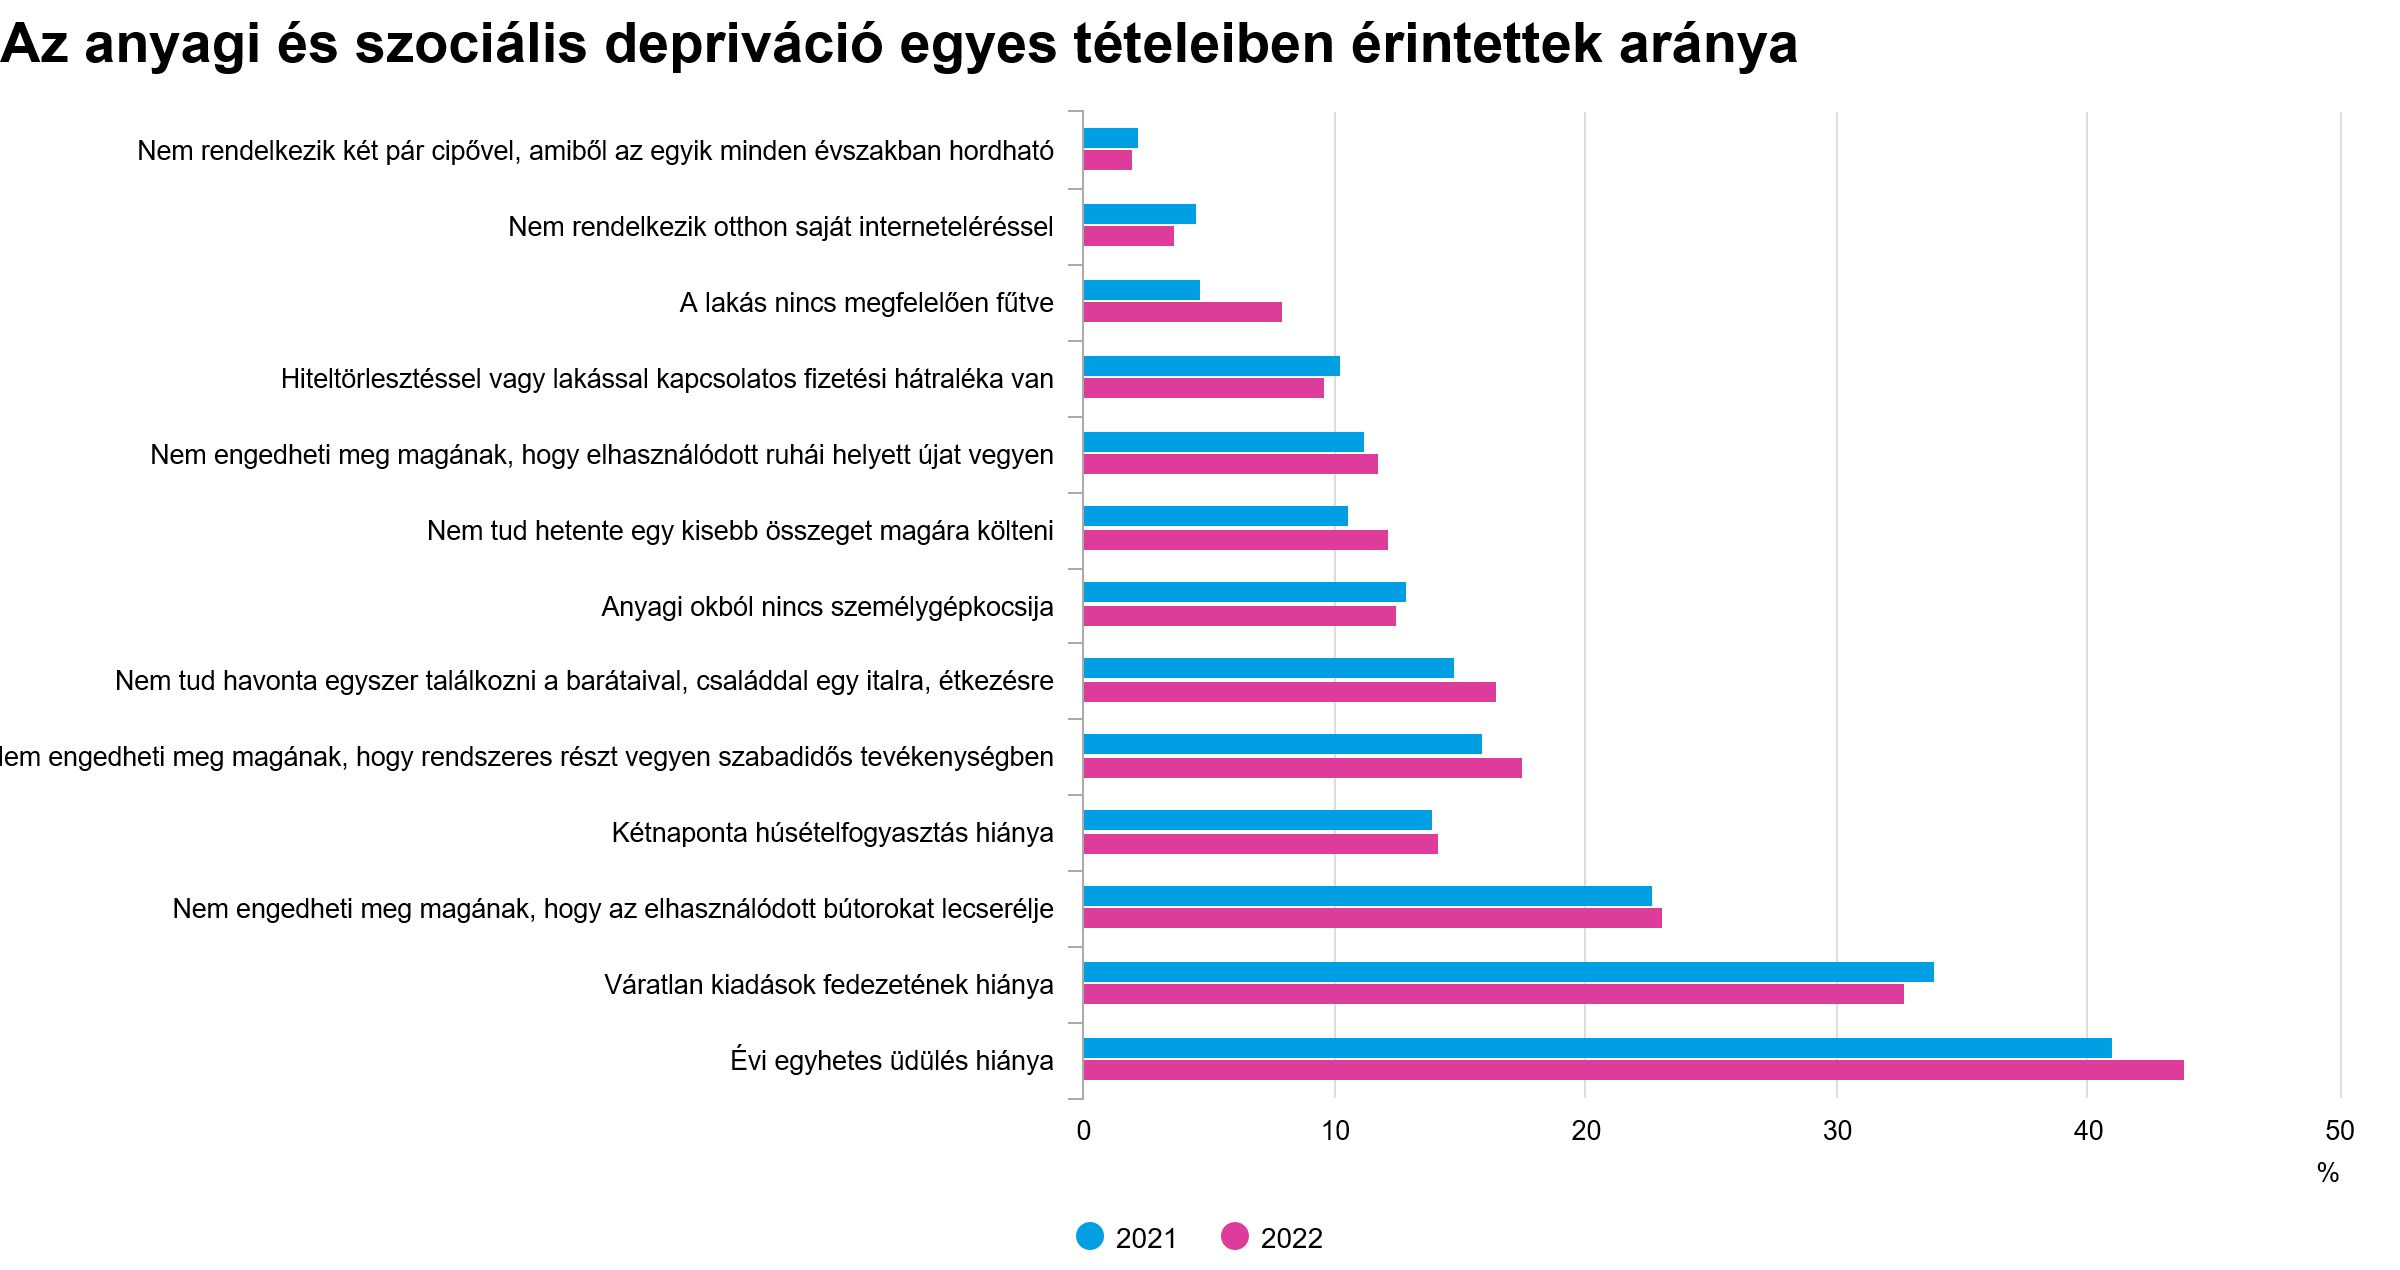 Az anyagi és szociális depriváció egyes tételeiben érintettek aránya
Nem rendelkezik két pár cipővel, amiből az egyik minden évszakban hordható
Nem rendelkezik otthon saját interneteléréssel
A lakás nincs megfelelően fűtve
Hiteltörlesztéssel vagy lakással kapcsolatos fizetési hátraléka van
Nem engedheti meg magának, hogy elhasználódott ruhái helyett újat vegyen
Nem tud hetente egy kisebb összeget magára költeni
Anyagi okból nincs személygépkocsija
Nem tud havonta egyszer találkozni a barátaival, családdal egy italra, étkezésre
em engedheti meg magának, hogy rendszeres részt vegyen szabadidős tevékenységben
Kétnaponta húsételfogyasztás hiánya
Nem engedheti meg magának, hogy az elhasználódott bútorokat lecserélje
Váratlan kiadások fedezetének hiánya
Évi egyhetes üdülés hiánya
0 10 20 30 40 50
%
2021 2022